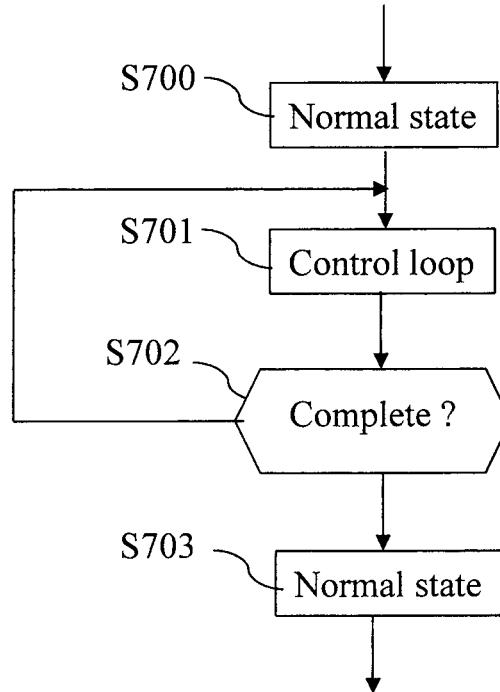 S700
Normal state
S701
Control loop
S702
Complete ?
S703
Normal state